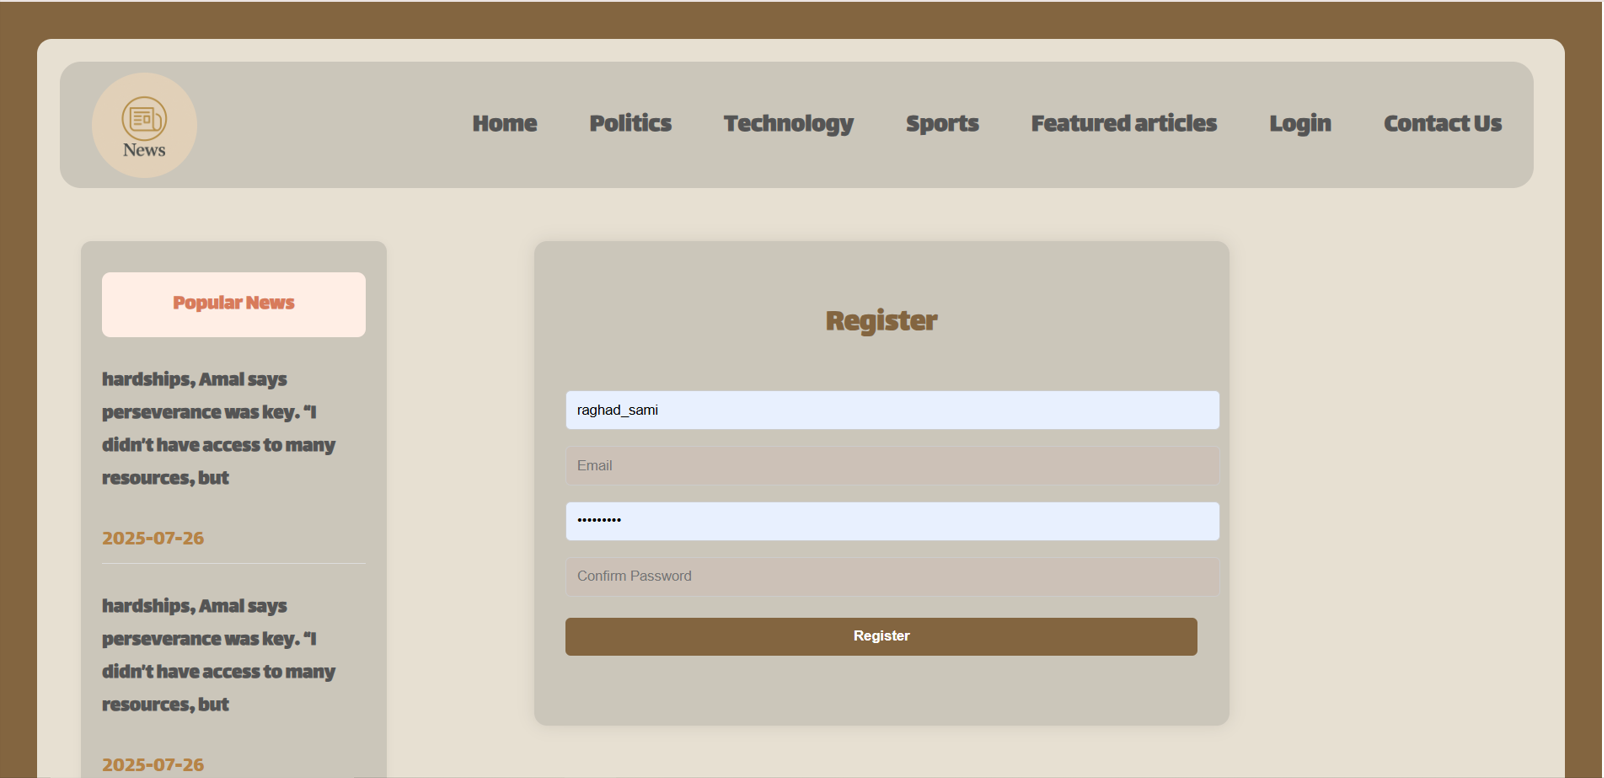 News
Home Politics Technology Sports Featured articles Login Contact Us
Popular News
hardships, Amal says
perseverance was key. “I
didn’t have access to many
resources, but
2025-07-26
hardships, Amal says
perseverance was key. “I
didn’t have access to many
resources, but
2025-07-26
Register
raghad_sami
Email
•••••••••
Confirm Password
Register